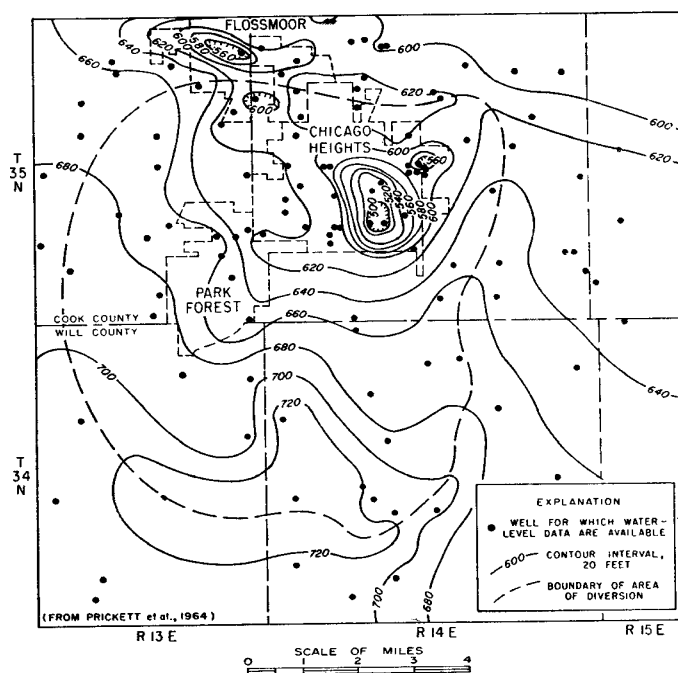 FLOSSMOOR
640
600
580
560
620
660
600
620
600
CHICAGO
HEIGHTS
600
560
600
620
T
35
N
680
500
520
540
560
580
600
620
640
PARK
FOREST
660
COOK COUNTY
WILL COUNTY
680
700
700
720
640
T
34
N
720
700
680
EXPLANATION
WELL FOR WHICH WATER-
LEVEL DATA ARE AVAILABLE
600 CONTOUR INTERVAL,
20 FEET
BOUNDARY OF AREA
OF DIVERSION
(FROM PRICKETT et al., 1964)
R 13 E R 14 E R 15 E
SCALE OF MILES
0 1 2 3 4